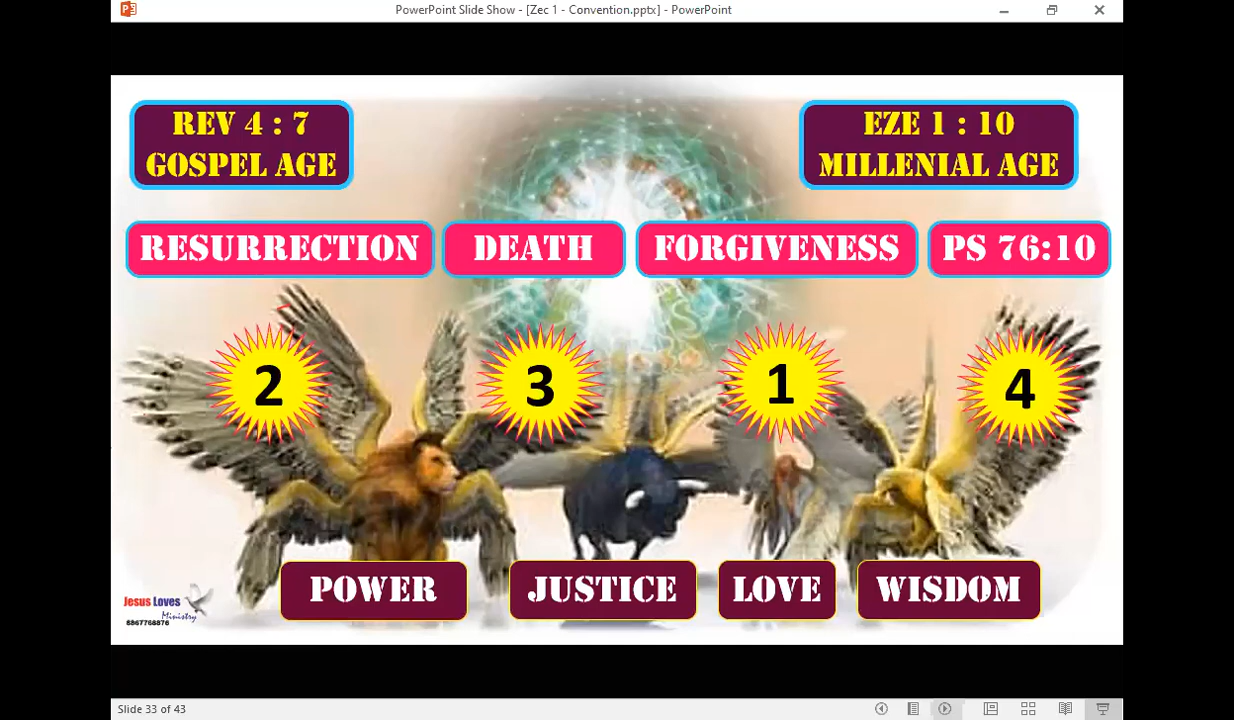 PowerPoint Slide Show - [Zec 1 - Convention.pptx] - PowerPoint
REV 4 : 7
GOSPEL AGE
EZE 1 : 10
MILLENIAL AGE
RESURRECTION
DEATH
FORGIVENESS
PS 76:10
2
3
1
4
POWER
JUSTICE
LOVE
WISDOM
Jesus Loves
Ministry
8867768876
Slide 33 of 43